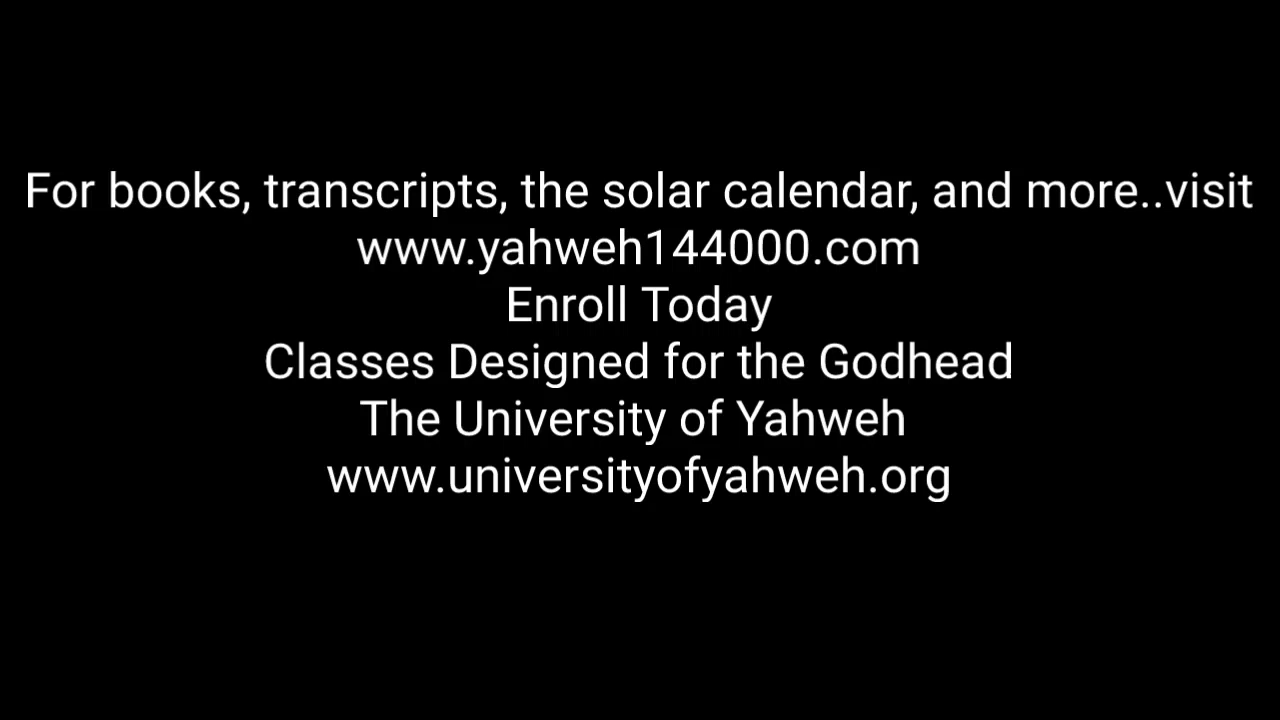 For books, transcripts, the solar calendar, and more..visit
www.yahweh144000.com
Enroll Today
Classes Designed for the Godhead
The University of Yahweh
www.universityofyahweh.org